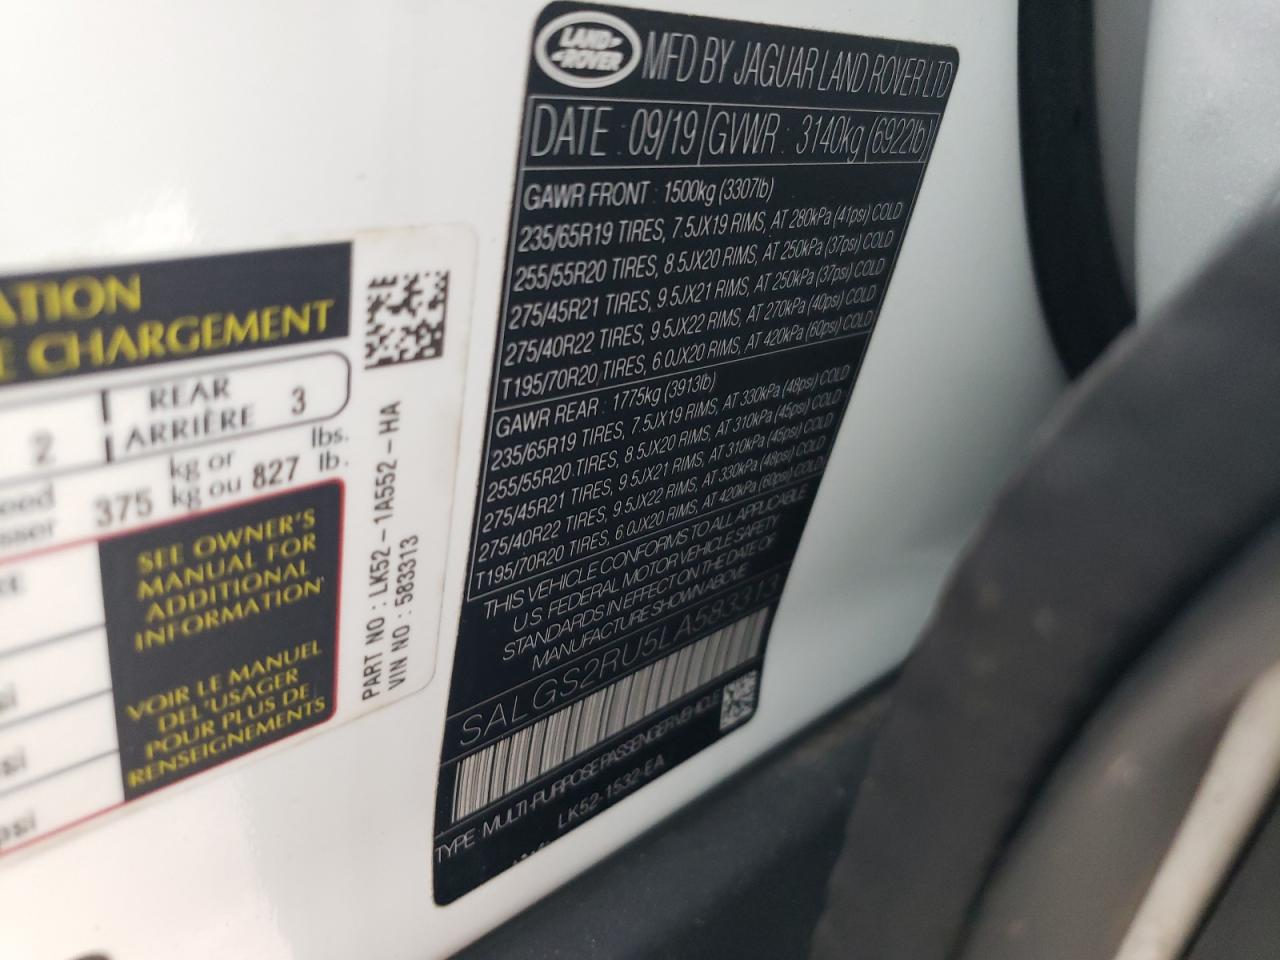 LAND ROVER MFD BY JAGUAR LAND ROVER LTD
DATE : 09/19 GVWR : 3140kg (6922lb)
GAWR FRONT : 1500kg (3307lb)
235/65R19 TIRES, 7.5JX19 RIMS, AT 280kPa (41psi) COLD
255/55R20 TIRES, 8.5JX20 RIMS, AT 250kPa (37psi) COLD
275/45R21 TIRES, 9.5JX21 RIMS, AT 250kPa (37psi) COLD
275/40R22 TIRES, 9.5JX22 RIMS, AT 270kPa (40psi) COLD
T195/70R20 TIRES, 6.0JX20 RIMS, AT 420kPa (60psi) COLD
GAWR REAR : 1775kg (3913lb)
235/65R19 TIRES, 7.5JX19 RIMS, AT 330kPa (48psi) COLD
255/55R20 TIRES, 8.5JX20 RIMS, AT 310kPa (45psi) COLD
275/45R21 TIRES, 9.5JX21 RIMS, AT 310kPa (45psi) COLD
275/40R22 TIRES, 9.5JX22 RIMS, AT 330kPa (48psi) COLD
T195/70R20 TIRES, 6.0JX20 RIMS, AT 420kPa (60psi) COLD
THIS VEHICLE CONFORMS TO ALL APPLICABLE
U.S. FEDERAL MOTOR VEHICLE SAFETY
STANDARDS IN EFFECT ON THE DATE OF
MANUFACTURE SHOWN ABOVE
SALGS2RU5LA583313
TYPE : MULTI-PURPOSE PASSENGER VEHICLE
LK52-1532-EA
ATION
E CHARGEMENT
2
REAR
ARRIÈRE 3
375 kg or 827 lbs.
kg ou lb.
SEE OWNER'S
MANUAL FOR
ADDITIONAL
INFORMATION
VOIR LE MANUEL
DEL'USAGER
POUR PLUS DE
RENSEIGNEMENTS
psi
PART NO : LK52-1A552-HA
VIN NO : 583313